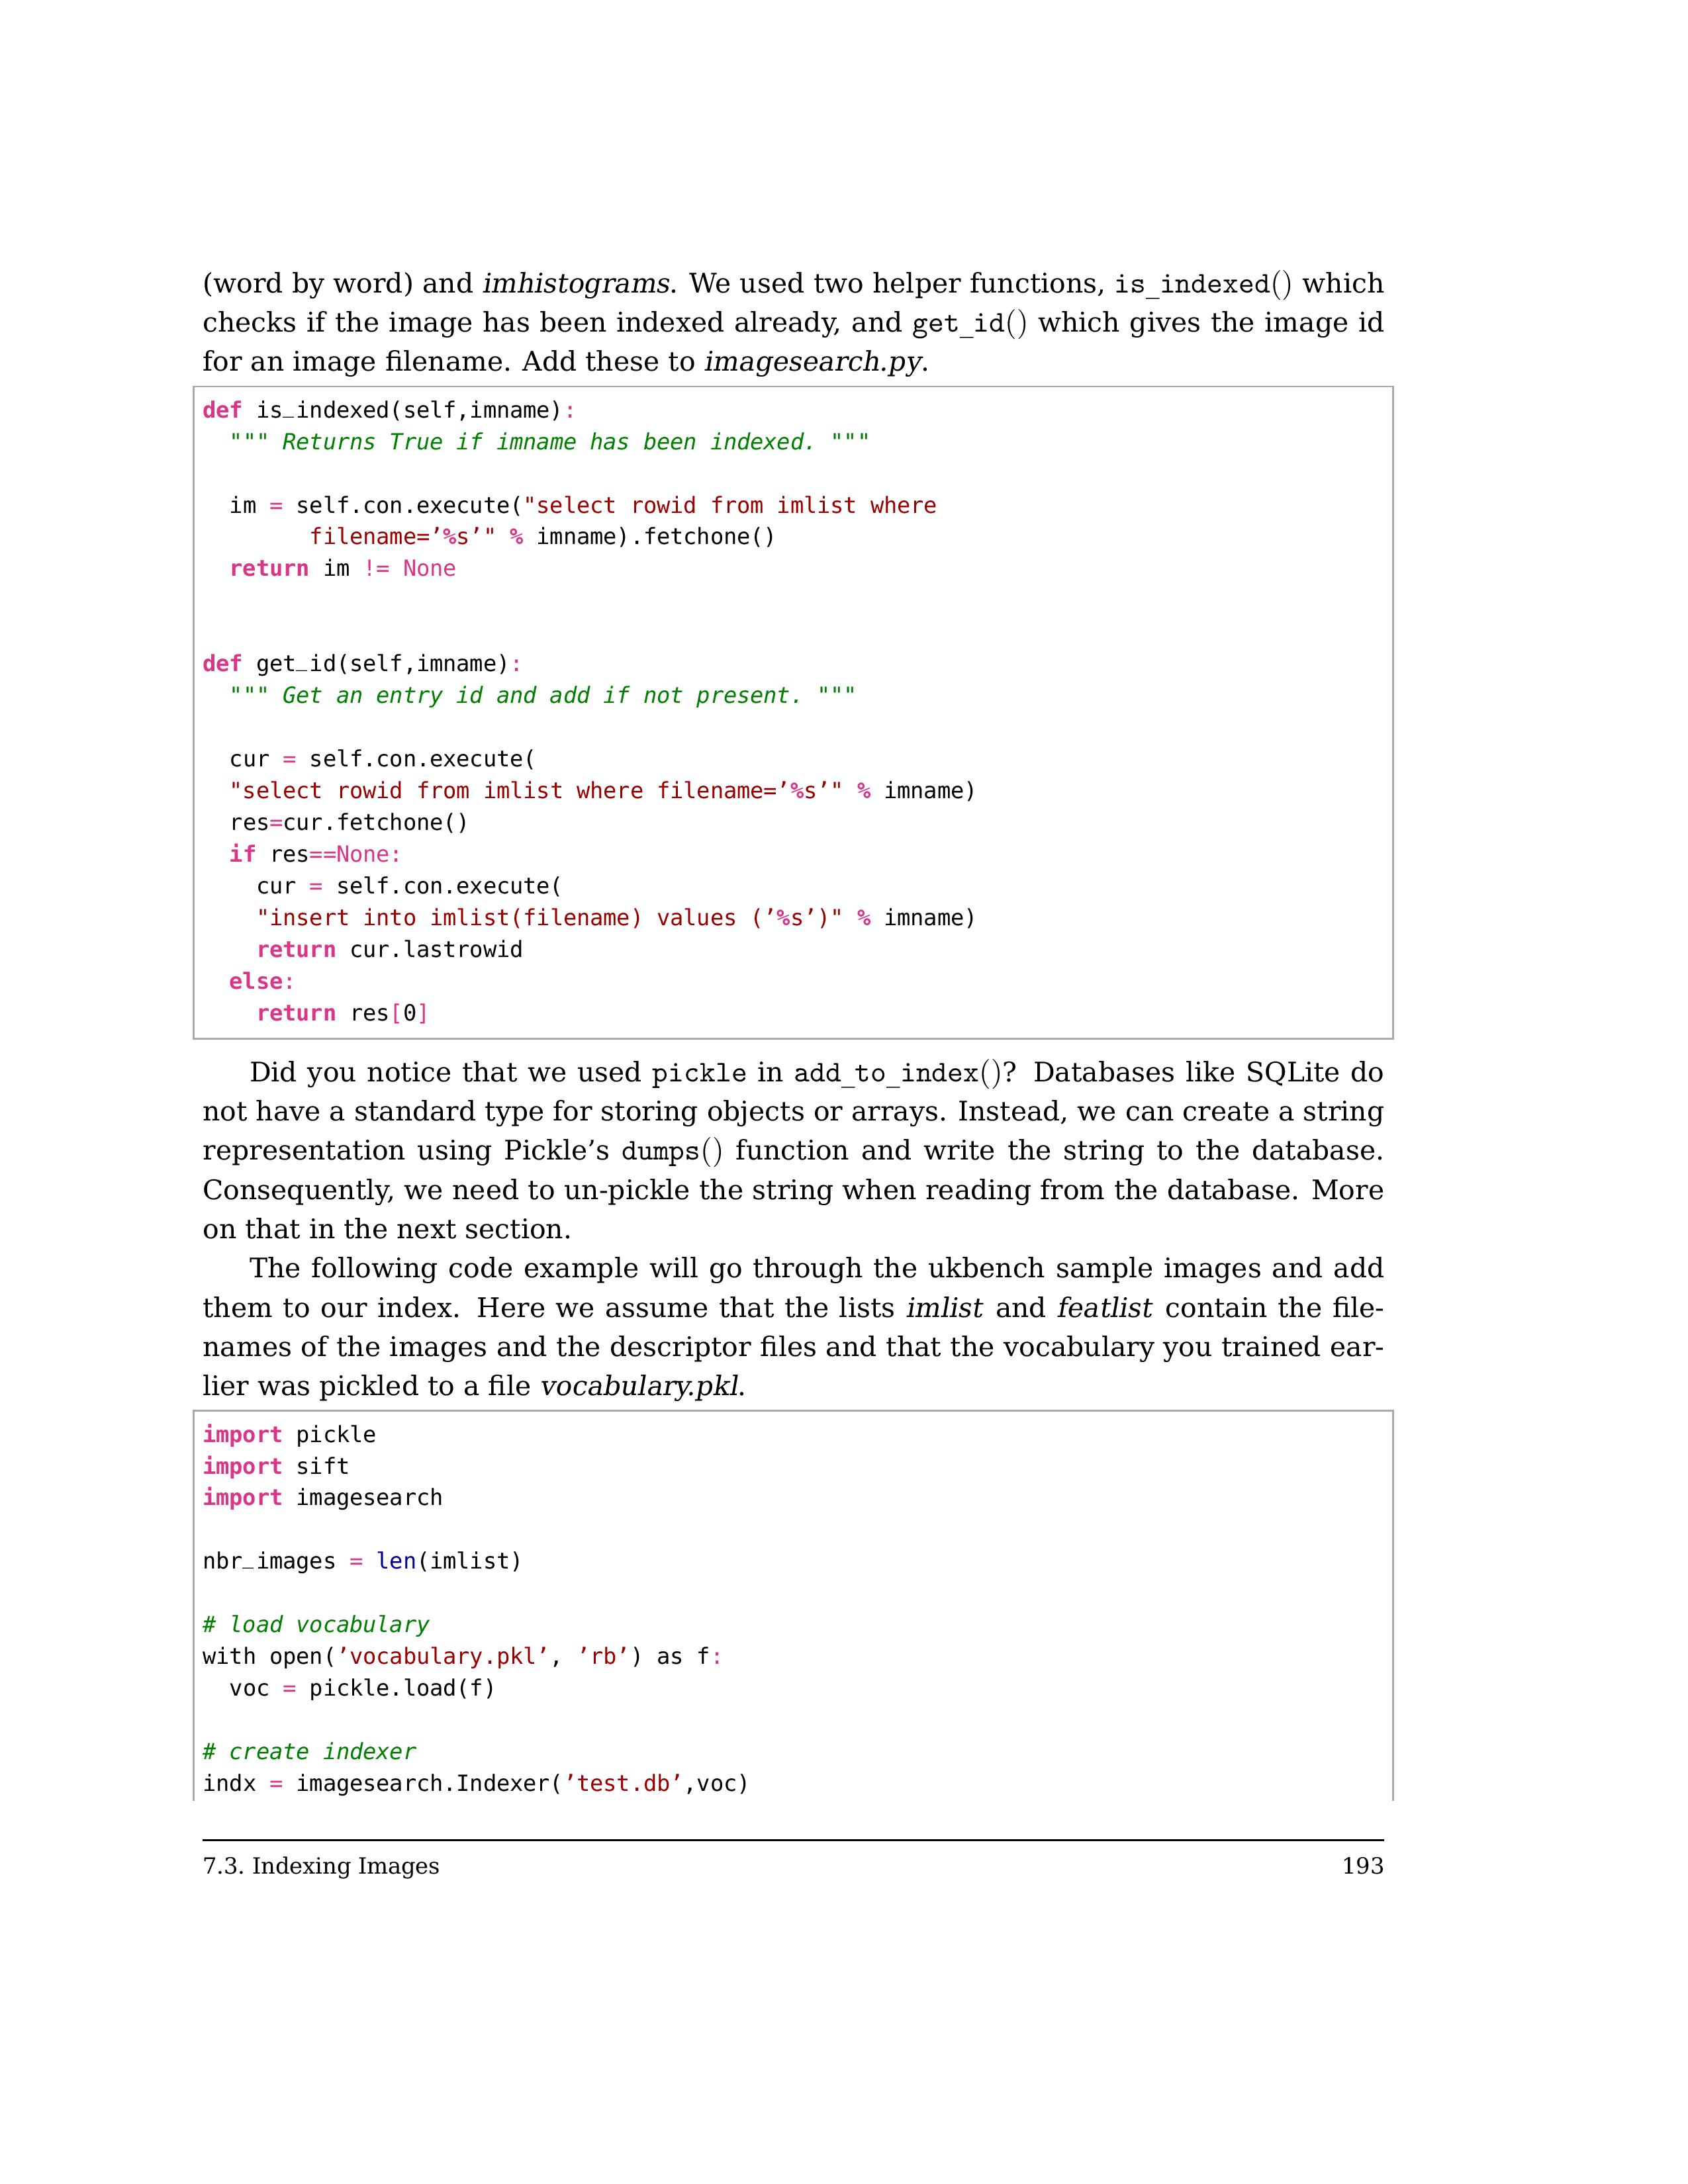 (word by word) and imhistograms. We used two helper functions, is_indexed() which
checks if the image has been indexed already, and get_id() which gives the image id
for an image filename. Add these to imagesearch.py.
def is_indexed(self,imname):
  """ Returns True if imname has been indexed. """

  im = self.con.execute("select rowid from imlist where
        filename=’%s’" % imname).fetchone()
  return im != None


def get_id(self,imname):
  """ Get an entry id and add if not present. """

  cur = self.con.execute(
  "select rowid from imlist where filename=’%s’" % imname)
  res=cur.fetchone()
  if res==None:
    cur = self.con.execute(
    "insert into imlist(filename) values (’%s’)" % imname)
    return cur.lastrowid
  else:
    return res[0]

Did you notice that we used pickle in add_to_index()? Databases like SQLite do
not have a standard type for storing objects or arrays. Instead, we can create a string
representation using Pickle’s dumps() function and write the string to the database.
Consequently, we need to un-pickle the string when reading from the database. More
on that in the next section.
The following code example will go through the ukbench sample images and add
them to our index. Here we assume that the lists imlist and featlist contain the file-
names of the images and the descriptor files and that the vocabulary you trained ear-
lier was pickled to a file vocabulary.pkl.
import pickle
import sift
import imagesearch

nbr_images = len(imlist)

# load vocabulary
with open(’vocabulary.pkl’, ’rb’) as f:
  voc = pickle.load(f)

# create indexer
indx = imagesearch.Indexer(’test.db’,voc)

7.3. Indexing Images 193